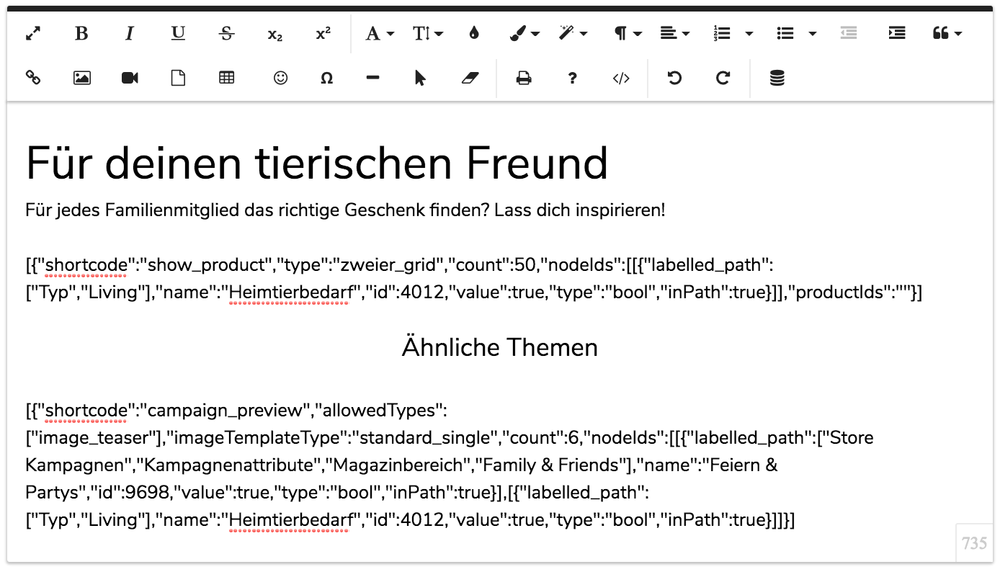 Für deinen tierischen Freund
Für jedes Familienmitglied das richtige Geschenk finden? Lass dich inspirieren!
[{"shortcode":"show_product","type":"zweier_grid","count":50,"nodeIds":[[{"labelled_path":
["Typ","Living"],"name":"Heimtierbedarf","id":4012,"value":true,"type":"bool","inPath":true}]],"productIds":""}]
Ähnliche Themen
[{"shortcode":"campaign_preview","allowedTypes":
["image_teaser"],"imageTemplateType":"standard_single","count":6,"nodeIds":[[{"labelled_path":["Store
Kampagnen","Kampagnenattribute","Magazinbereich","Family & Friends"],"name":"Feiern &
Partys","id":9698,"value":true,"type":"bool","inPath":true}],[{"labelled_path":
["Typ","Living"],"name":"Heimtierbedarf","id":4012,"value":true,"type":"bool","inPath":true}]]}]
735